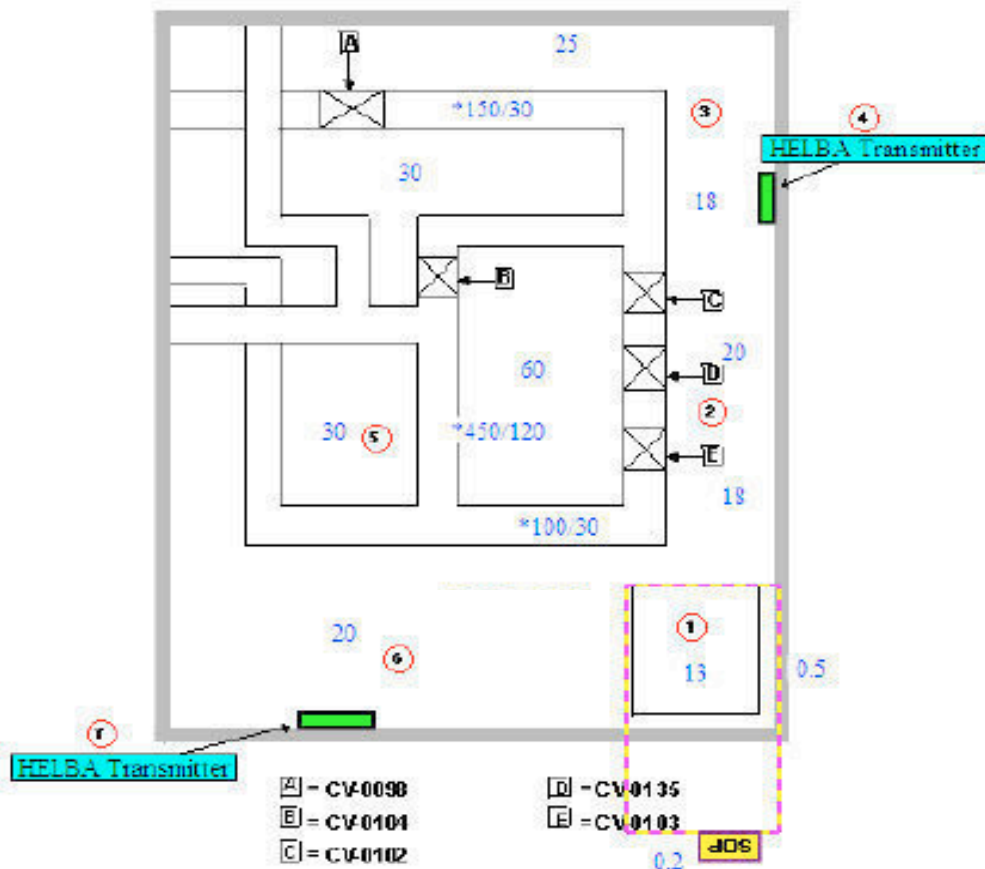 A
25
*150/30
3
4
HELBA Transmitter
30
18
B
C
20
60
D
2
30
5
*450/120
E
18
*100/30
1
20
6
13
0.5
7
HELBA Transmitter
A = CV-0098
D = CV-0135
B = CV-0104
E = CV-0103
C = CV-0102
0.2
SOP